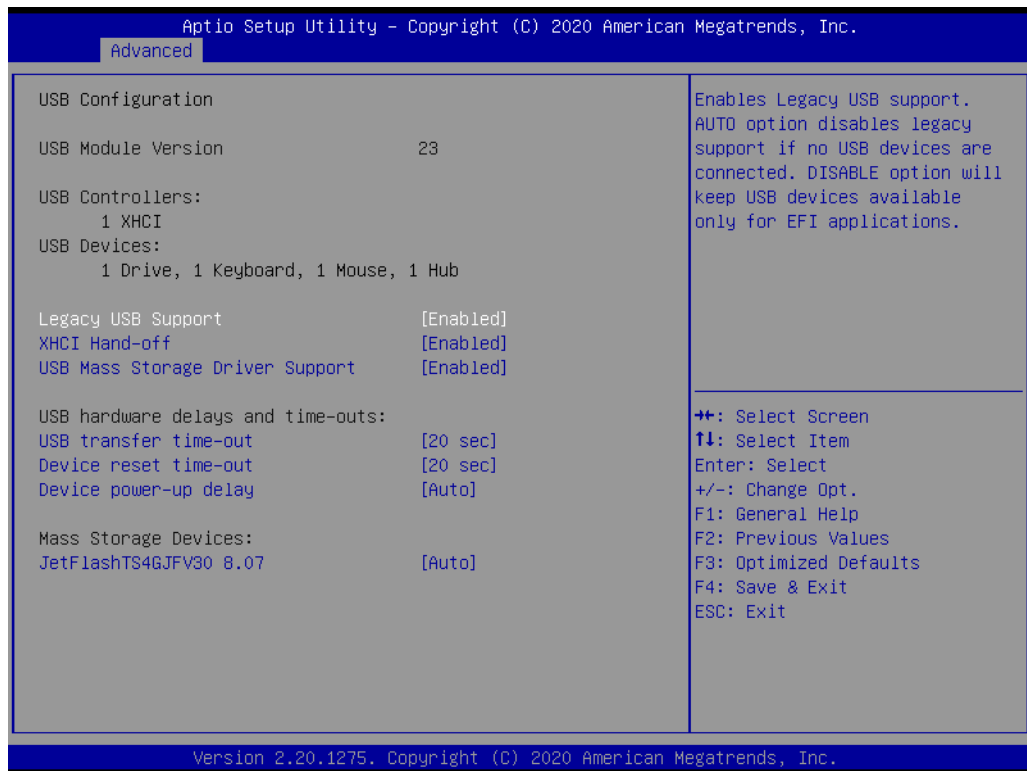 Aptio Setup Utility – Copyright (C) 2020 American Megatrends, Inc.
Advanced
USB Configuration
USB Module Version 23
USB Controllers:
1 XHCI
USB Devices:
1 Drive, 1 Keyboard, 1 Mouse, 1 Hub
Legacy USB Support [Enabled]
XHCI Hand-off [Enabled]
USB Mass Storage Driver Support [Enabled]
USB hardware delays and time-outs:
USB transfer time-out [20 sec]
Device reset time-out [20 sec]
Device power-up delay [Auto]
Mass Storage Devices:
JetFlashTS4GJFV30 8.07 [Auto]
Enables Legacy USB support.
AUTO option disables legacy
support if no USB devices are
connected. DISABLE option will
keep USB devices available
only for EFI applications.
→←: Select Screen
↑↓: Select Item
Enter: Select
+/-: Change Opt.
F1: General Help
F2: Previous Values
F3: Optimized Defaults
F4: Save & Exit
ESC: Exit
Version 2.20.1275. Copyright (C) 2020 American Megatrends, Inc.